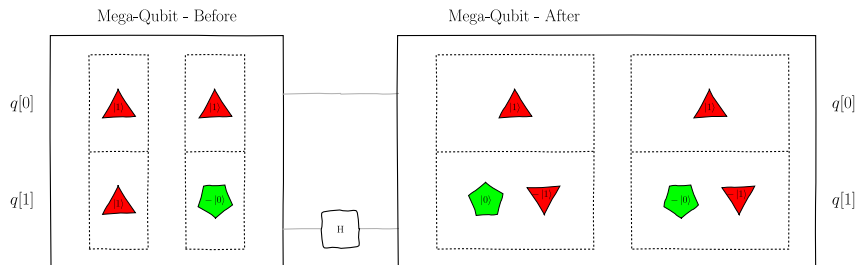 Mega-Qubit - Before Mega-Qubit - After
q[0] |1⟩ |1⟩ |1⟩ |1⟩ q[0]
q[1] |1⟩ −|0⟩ H |0⟩ −|1⟩ −|0⟩ −|1⟩ q[1]